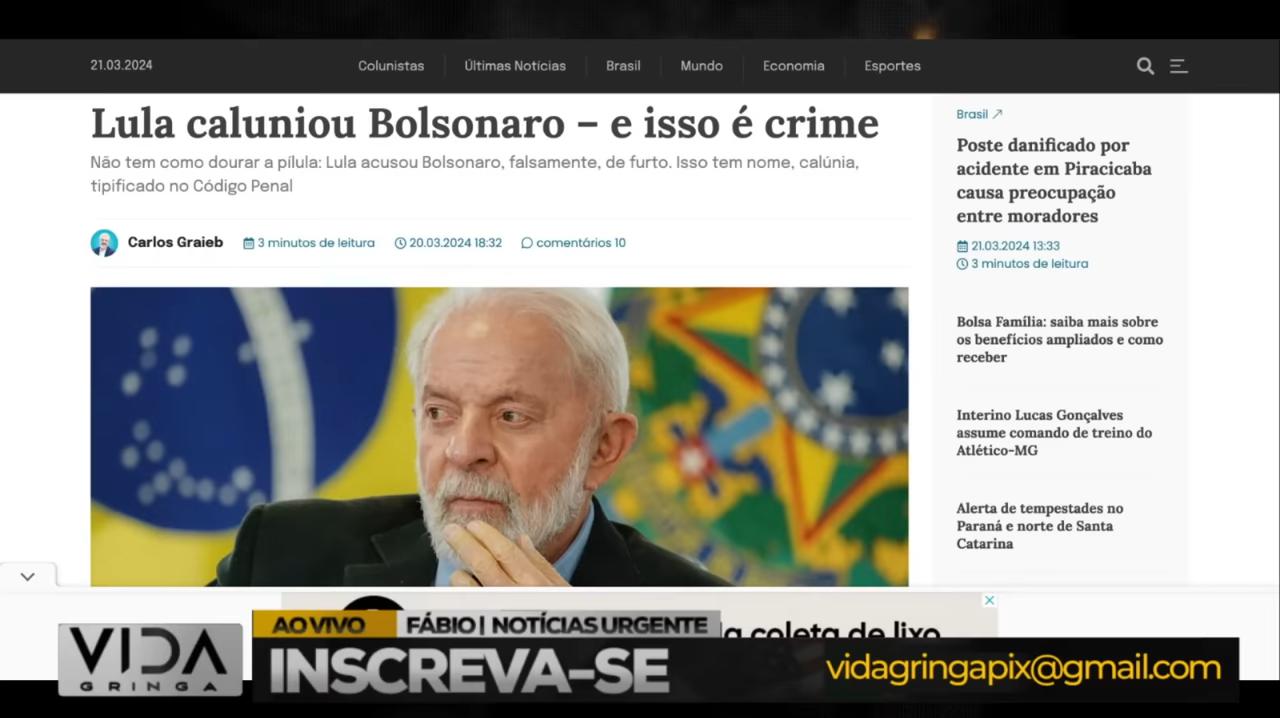 21.03.2024
Colunistas
Últimas Notícias
Brasil
Mundo
Economia
Esportes
Lula caluniou Bolsonaro – e isso é crime
Não tem como dourar a pílula: Lula acusou Bolsonaro, falsamente, de furto. Isso tem nome, calúnia,
tipificado no Código Penal
Carlos Graieb
3 minutos de leitura
20.03.2024 18:32
comentários 10
Brasil
Poste danificado por
acidente em Piracicaba
causa preocupação
entre moradores
21.03.2024 13:33
3 minutos de leitura
Bolsa Família: saiba mais sobre
os benefícios ampliados e como
receber
Interino Lucas Gonçalves
assume comando de treino do
Atlético-MG
Alerta de tempestades no
Paraná e norte de Santa
Catarina
coleta de lixo
AO VIVO
FÁBIO | NOTÍCIAS URGENTE
VIDA
GRINGA
INSCREVA-SE
vidagringapix@gmail.com